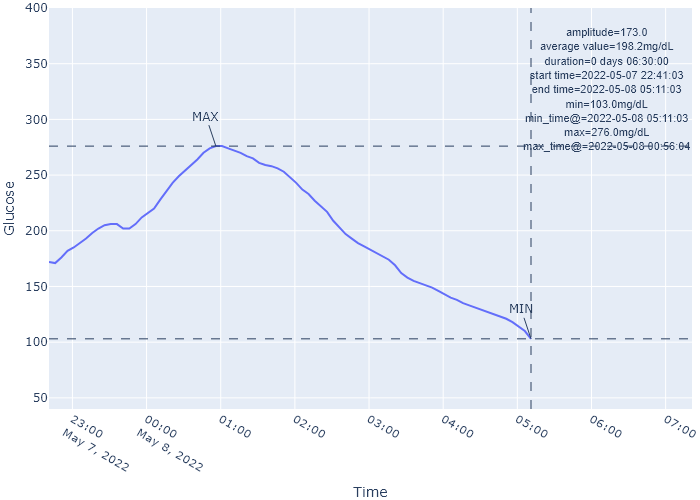 400
amplitude=173.0
average value=198.2mg/dL
duration=0 days 06:30:00
start time=2022-05-07 22:41:03
end time=2022-05-08 05:11:03
min=103.0mg/dL
min_time@=2022-05-08 05:11:03
max=276.0mg/dL
max_time@=2022-05-08 00:56:04
350
300
250
200
150
100
50
Glucose
MAX
MIN
23:00
May 7, 2022
00:00
May 8, 2022
01:00
02:00
03:00
04:00
05:00
06:00
07:00
Time